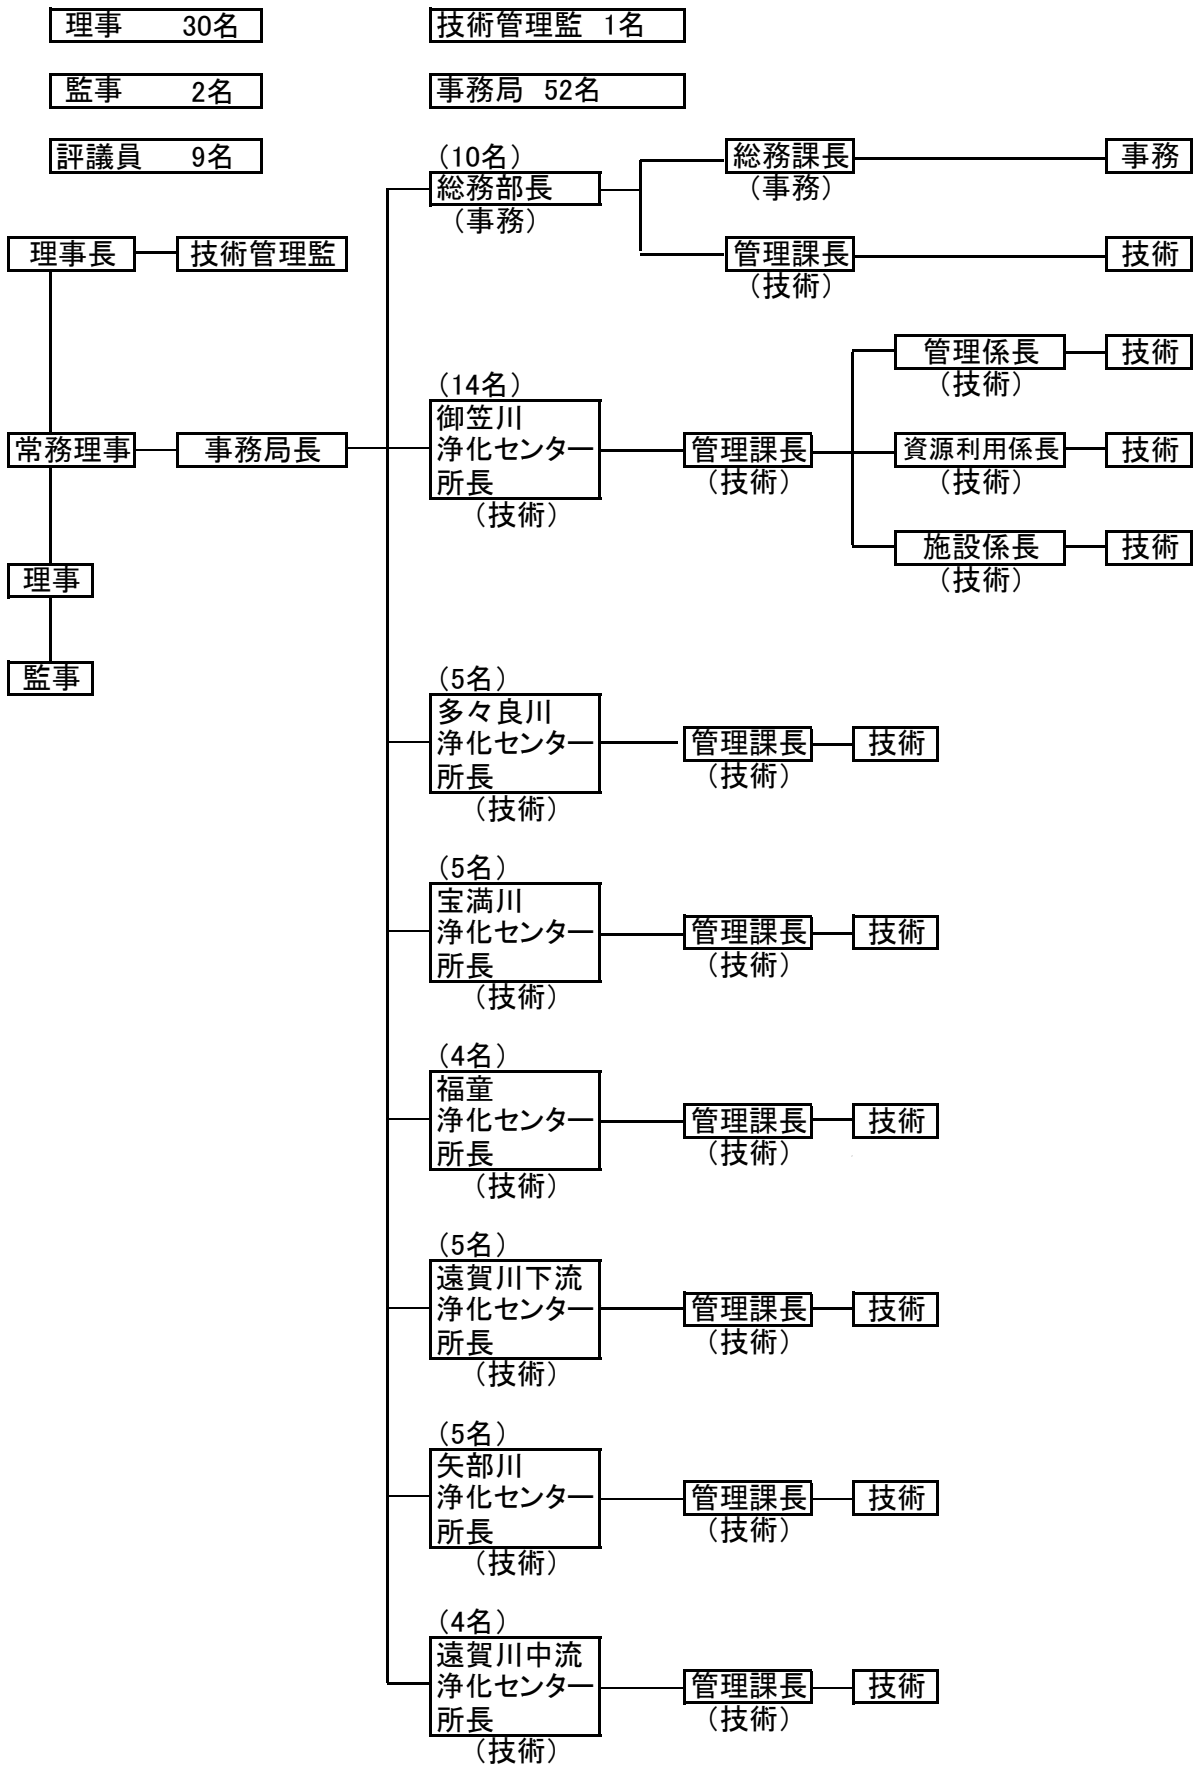 理事　　30名
監事　　2名
評議員　　9名
技術管理監　1名
事務局　52名
理事長
技術管理監
常務理事
事務局長
理事
監事
（10名）
総務部長
（事務）
総務課長
（事務）
事務
管理課長
（技術）
技術
（14名）
御笠川
浄化センター
所長
（技術）
管理課長
（技術）
管理係長
（技術）
技術
資源利用係長
（技術）
技術
施設係長
（技術）
技術
（5名）
多々良川
浄化センター
所長
（技術）
管理課長
（技術）
技術
（5名）
宝満川
浄化センター
所長
（技術）
管理課長
（技術）
技術
（4名）
福童
浄化センター
所長
（技術）
管理課長
（技術）
技術
（5名）
遠賀川下流
浄化センター
所長
（技術）
管理課長
（技術）
技術
（5名）
矢部川
浄化センター
所長
（技術）
管理課長
（技術）
技術
（4名）
遠賀川中流
浄化センター
所長
（技術）
管理課長
（技術）
技術